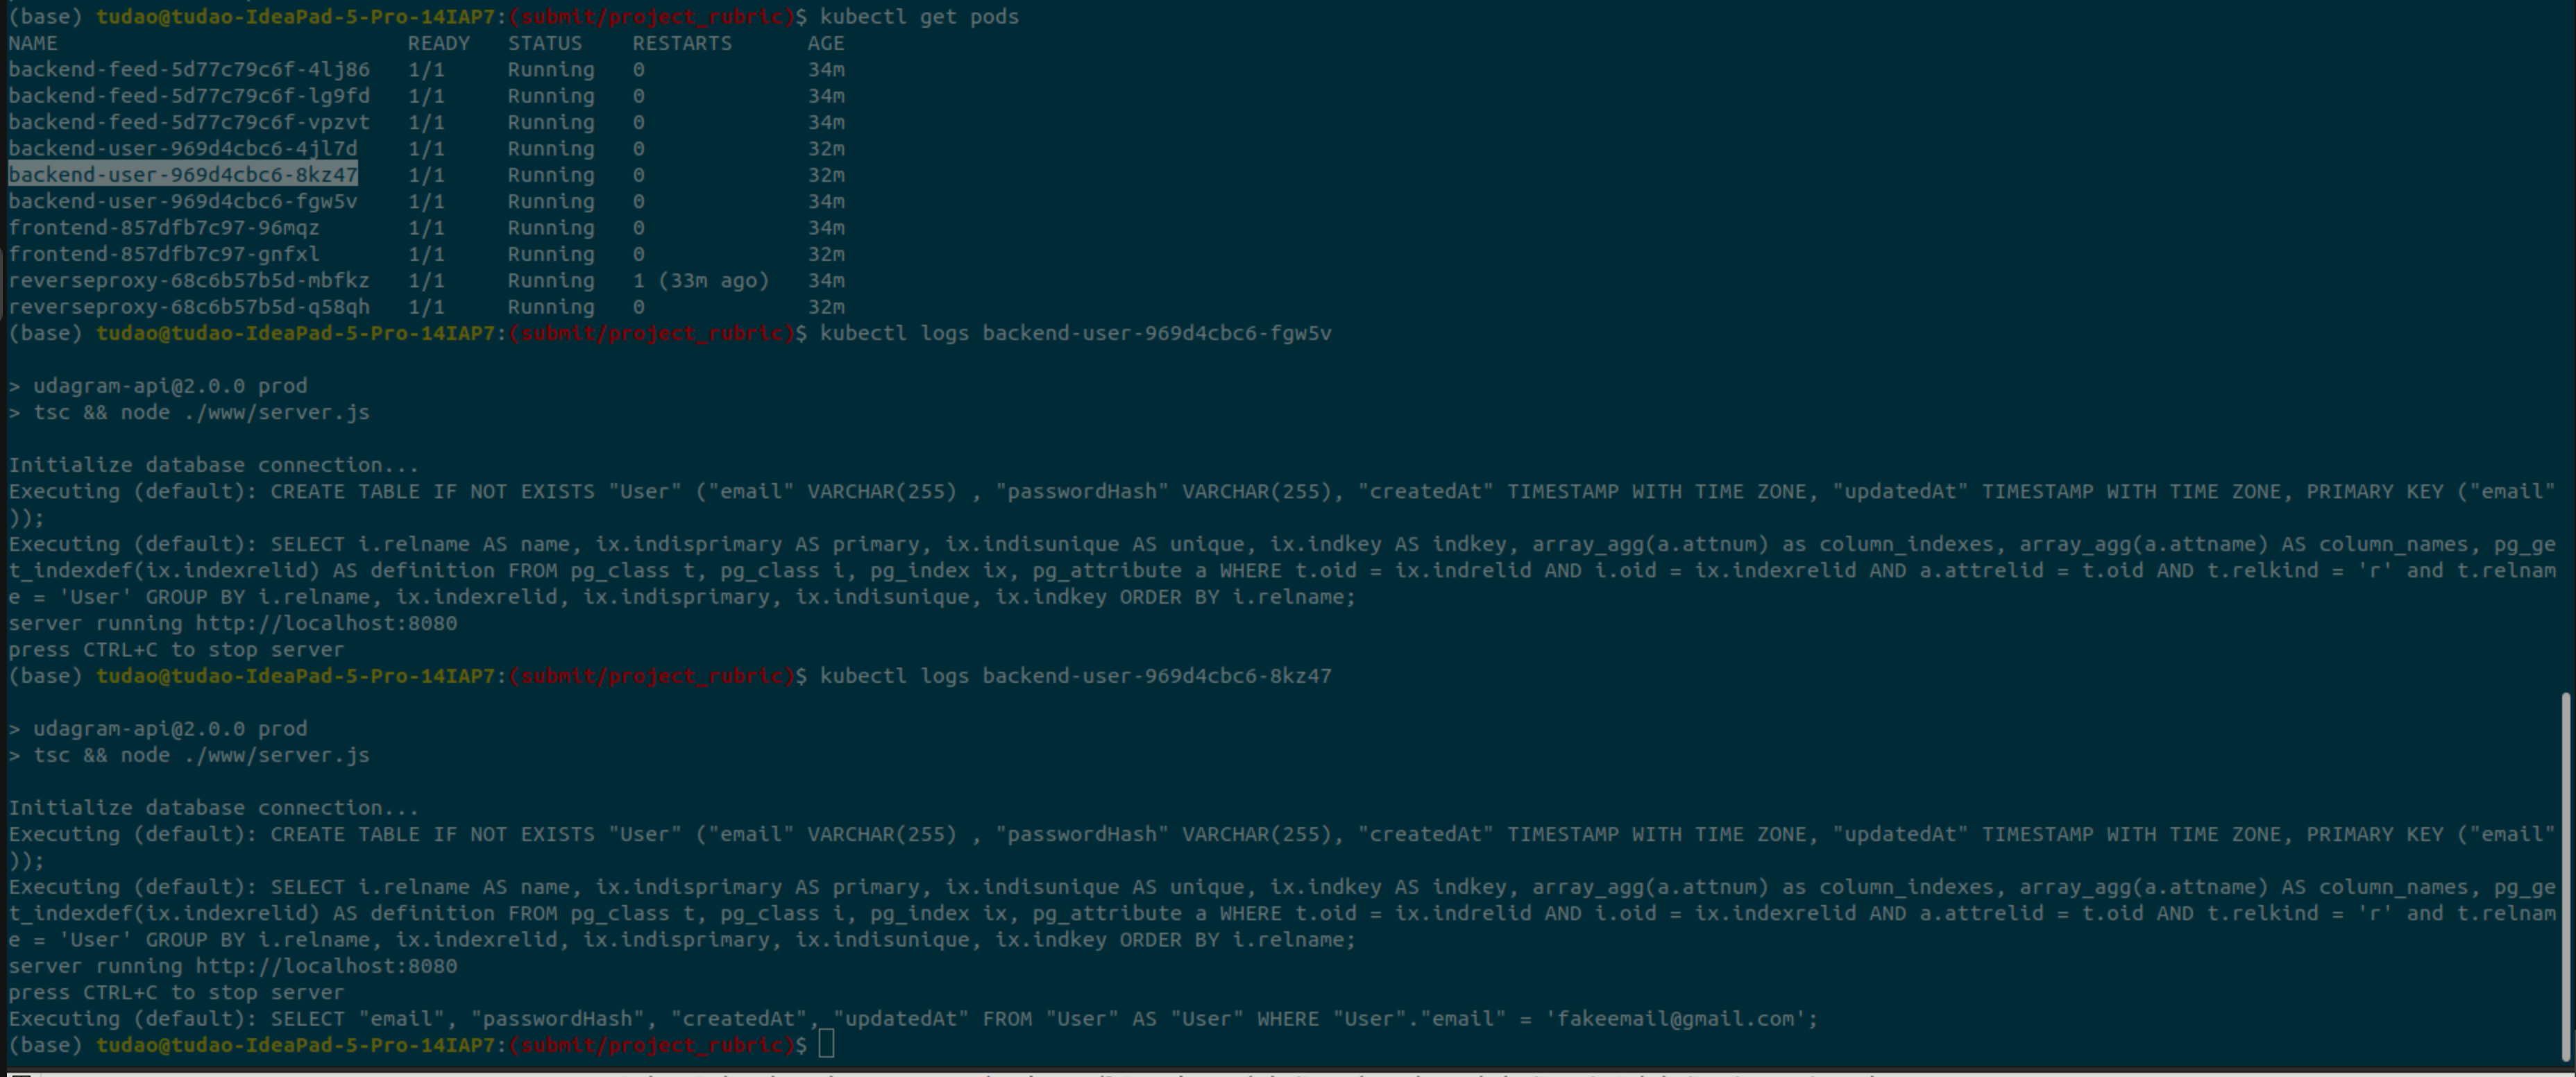 (base) tudao@tudao-IdeaPad-5-Pro-14IAP7:(submit/project_rubric)$ kubectl get pods
NAME                            READY   STATUS    RESTARTS      AGE
backend-feed-5d77c79c6f-4lj86   1/1     Running   0             34m
backend-feed-5d77c79c6f-lg9fd   1/1     Running   0             34m
backend-feed-5d77c79c6f-vpzvt   1/1     Running   0             34m
backend-user-969d4cbc6-4jl7d    1/1     Running   0             32m
backend-user-969d4cbc6-8kz47    1/1     Running   0             32m
backend-user-969d4cbc6-fgw5v    1/1     Running   0             34m
frontend-857dfb7c97-96mqz       1/1     Running   0             34m
frontend-857dfb7c97-gnfxl       1/1     Running   0             32m
reverseproxy-68c6b57b5d-mbfkz   1/1     Running   1 (33m ago)   34m
reverseproxy-68c6b57b5d-q58qh   1/1     Running   0             32m
(base) tudao@tudao-IdeaPad-5-Pro-14IAP7:(submit/project_rubric)$ kubectl logs backend-user-969d4cbc6-fgw5v
> udagram-api@2.0.0 prod
> tsc && node ./www/server.js
Initialize database connection...
Executing (default): CREATE TABLE IF NOT EXISTS "User" ("email" VARCHAR(255) , "passwordHash" VARCHAR(255), "createdAt" TIMESTAMP WITH TIME ZONE, "updatedAt" TIMESTAMP WITH TIME ZONE, PRIMARY KEY ("email"
));
Executing (default): SELECT i.relname AS name, ix.indisprimary AS primary, ix.indisunique AS unique, ix.indkey AS indkey, array_agg(a.attnum) as column_indexes, array_agg(a.attname) AS column_names, pg_ge
t_indexdef(ix.indexrelid) AS definition FROM pg_class t, pg_class i, pg_index ix, pg_attribute a WHERE t.oid = ix.indrelid AND i.oid = ix.indexrelid AND a.attrelid = t.oid AND t.relkind = 'r' and t.relnam
e = 'User' GROUP BY i.relname, ix.indexrelid, ix.indisprimary, ix.indisunique, ix.indkey ORDER BY i.relname;
server running http://localhost:8080
press CTRL+C to stop server
(base) tudao@tudao-IdeaPad-5-Pro-14IAP7:(submit/project_rubric)$ kubectl logs backend-user-969d4cbc6-8kz47
> udagram-api@2.0.0 prod
> tsc && node ./www/server.js
Initialize database connection...
Executing (default): CREATE TABLE IF NOT EXISTS "User" ("email" VARCHAR(255) , "passwordHash" VARCHAR(255), "createdAt" TIMESTAMP WITH TIME ZONE, "updatedAt" TIMESTAMP WITH TIME ZONE, PRIMARY KEY ("email"
));
Executing (default): SELECT i.relname AS name, ix.indisprimary AS primary, ix.indisunique AS unique, ix.indkey AS indkey, array_agg(a.attnum) as column_indexes, array_agg(a.attname) AS column_names, pg_ge
t_indexdef(ix.indexrelid) AS definition FROM pg_class t, pg_class i, pg_index ix, pg_attribute a WHERE t.oid = ix.indrelid AND i.oid = ix.indexrelid AND a.attrelid = t.oid AND t.relkind = 'r' and t.relnam
e = 'User' GROUP BY i.relname, ix.indexrelid, ix.indisprimary, ix.indisunique, ix.indkey ORDER BY i.relname;
server running http://localhost:8080
press CTRL+C to stop server
Executing (default): SELECT "email", "passwordHash", "createdAt", "updatedAt" FROM "User" AS "User" WHERE "User"."email" = 'fakeemail@gmail.com';
(base) tudao@tudao-IdeaPad-5-Pro-14IAP7:(submit/project_rubric)$